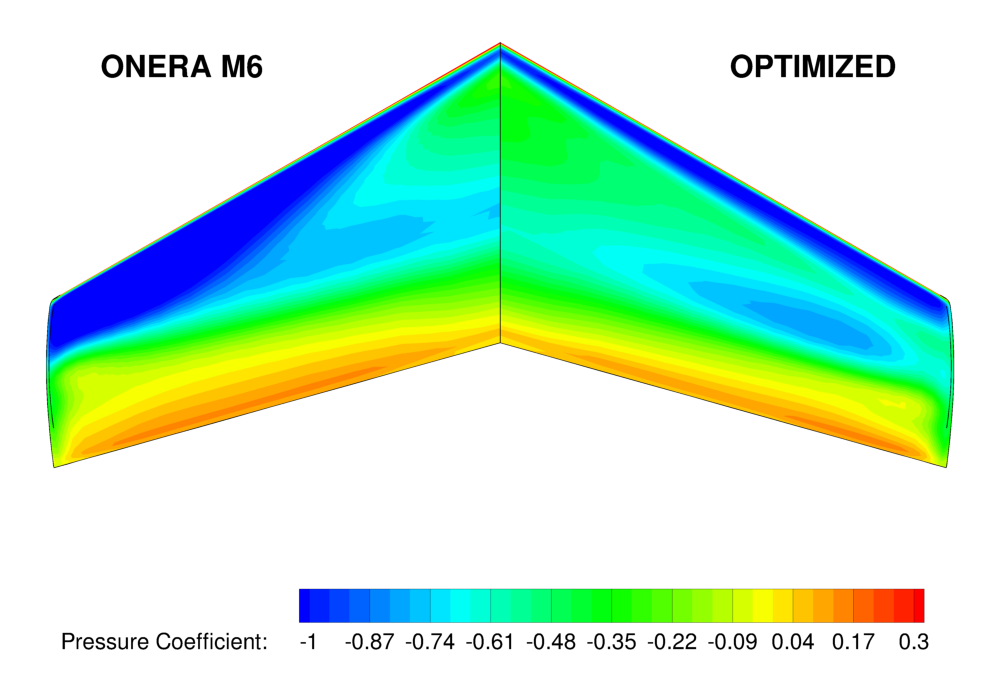 ONERA M6
OPTIMIZED
Pressure Coefficient: -1 -0.87 -0.74 -0.61 -0.48 -0.35 -0.22 -0.09 0.04 0.17 0.3